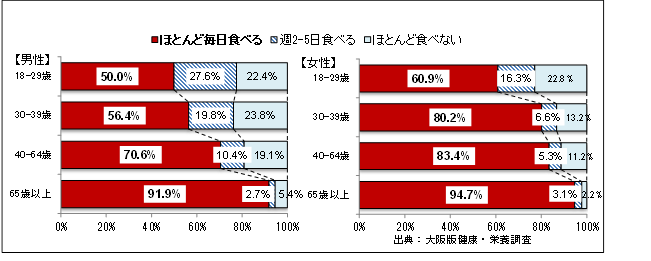 ■ほとんど毎日食べる ▧週2-5日食べる □ほとんど食べない
【男性】
18-29歳 50.0% 27.6% 22.4%
30-39歳 56.4% 19.8% 23.8%
40-64歳 70.6% 10.4% 19.1%
65歳以上 91.9% 2.7% 5.4%
0% 20% 40% 60% 80% 100%
【女性】
18-29歳 60.9% 16.3% 22.8%
30-39歳 80.2% 6.6% 13.2%
40-64歳 83.4% 5.3% 11.2%
65歳以上 94.7% 3.1% 2.2%
0% 20% 40% 60% 80% 100%
出典：大阪版健康・栄養調査